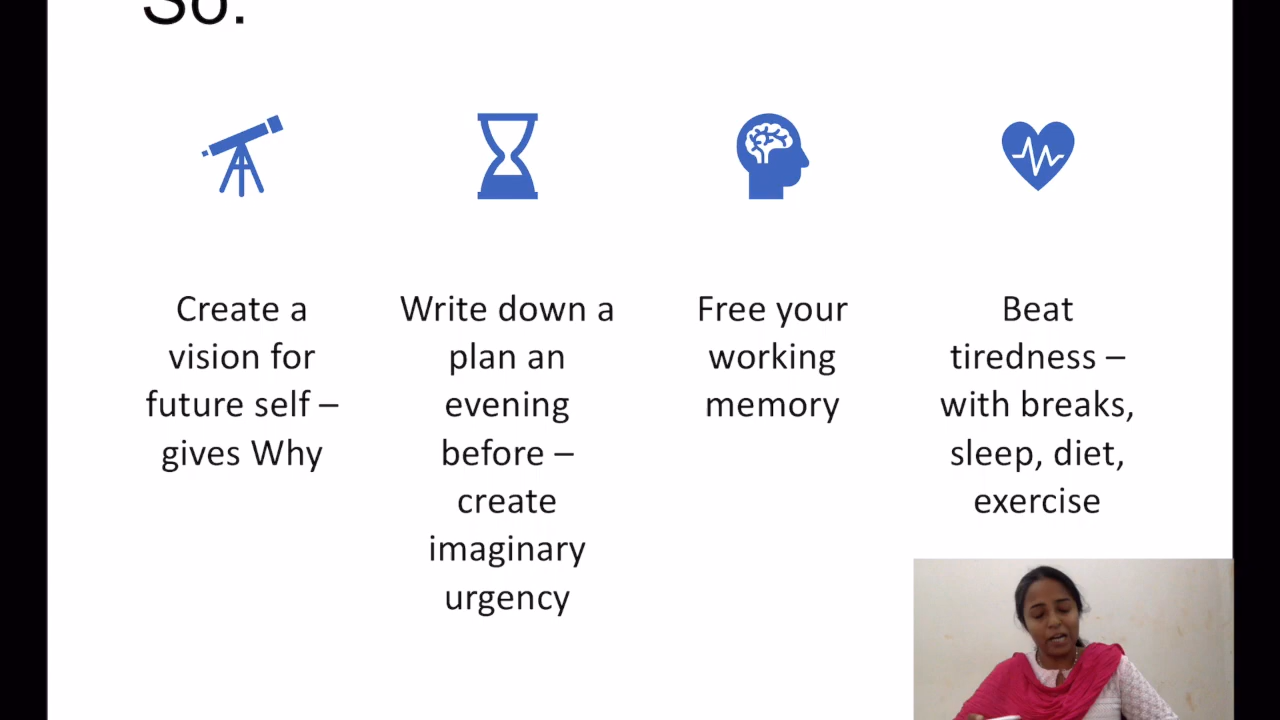 So:
Create a
vision for
future self –
gives Why
Write down a
plan an
evening
before –
create
imaginary
urgency
Free your
working
memory
Beat
tiredness –
with breaks,
sleep, diet,
exercise